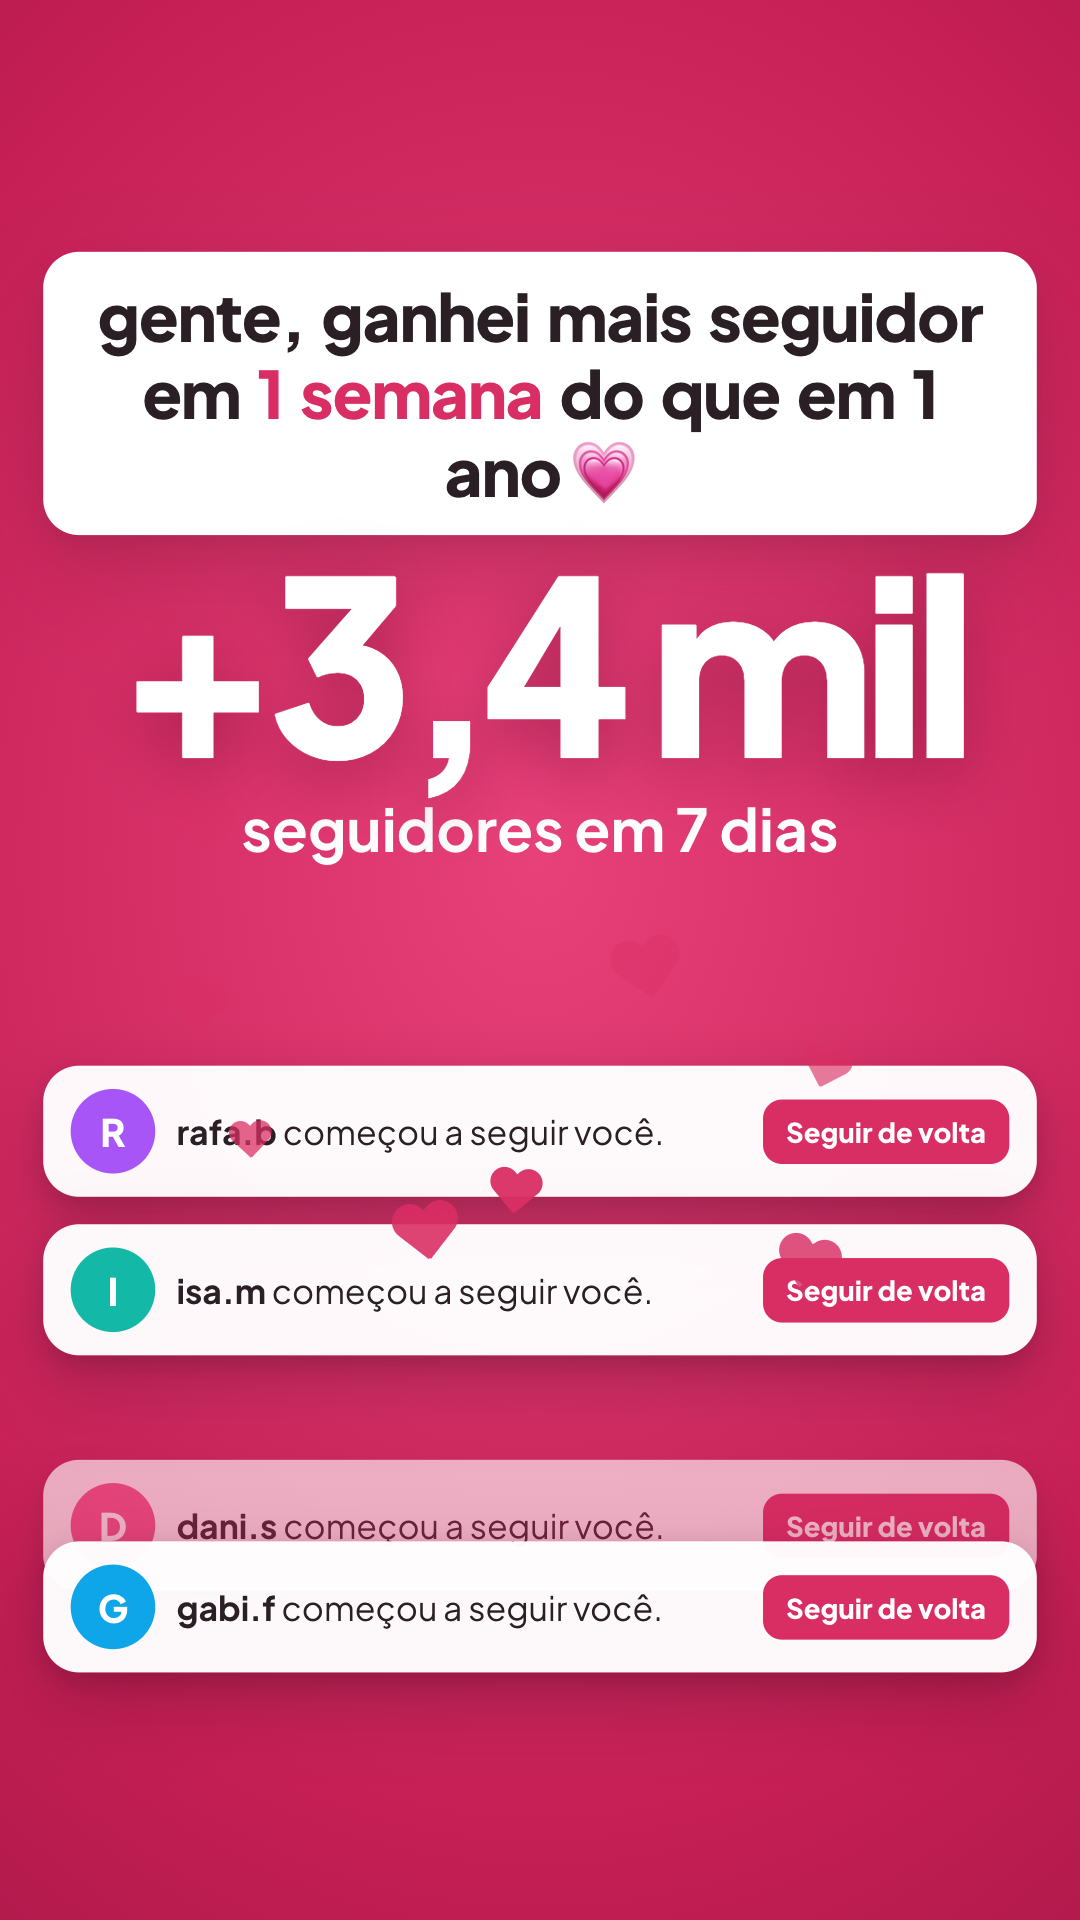 gente, ganhei mais seguidor
em 1 semana do que em 1
ano 💗
+3,4 mil
seguidores em 7 dias
R
rafa.b começou a seguir você.
Seguir de volta
I
isa.m começou a seguir você.
Seguir de volta
D
dani.s começou a seguir você.
Seguir de volta
G
gabi.f começou a seguir você.
Seguir de volta